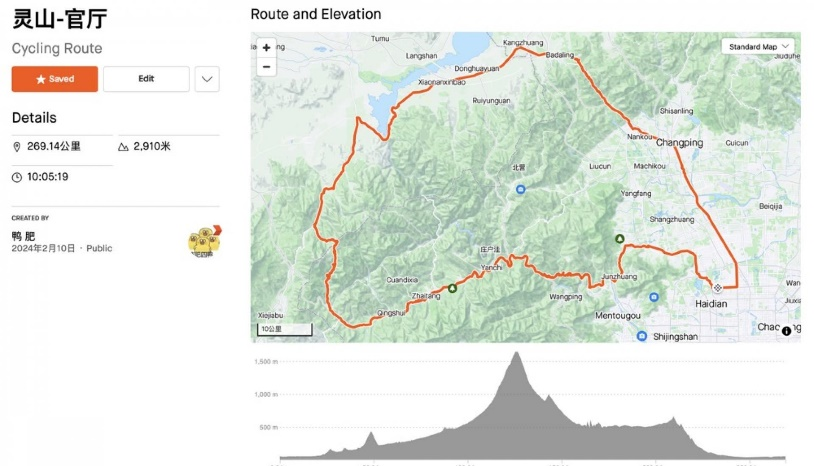 灵山-官厅
Cycling Route
Saved
Edit
Details
269.14公里
2,910米
10:05:19
CREATED BY
鸭 肥
2024年2月10日 · Public
Route and Elevation
Standard Map
Tumu
Kangzhuang
Langshan
Badaling
Donghuayuan
Xiaonanxinbao
Ruiyunguan
Shisanling
Nankou
Changping
Cuicun
北营
Liucun
Machikou
Yangfang
Beiqijia
Shangzhuang
庄户洼
Yanchi
Junzhuang
Cuandixia
Zhaitang
Wangping
Haidian
Qingshui
Mentougou
Xiejiabu
10公里
Shijingshan
1,500 m
1,000 m
500 m